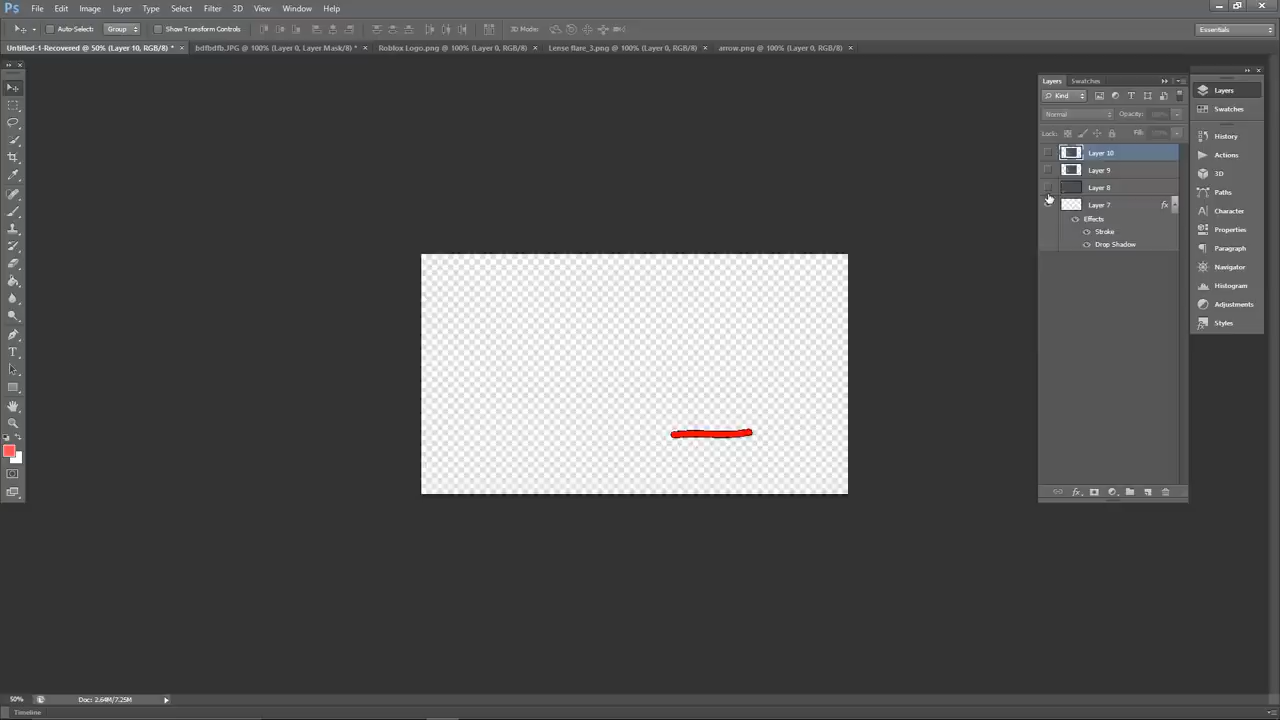 Ps File Edit Image Layer Type Select Filter 3D View Window Help
Auto-Select: Group Show Transform Controls 3D Mode: Essentials
Untitled-1-Recovered @ 50% (Layer 10, RGB/8) * × bdfbdfb.JPG @ 100% (Layer 0, Layer Mask/8) * × Roblox Logo.png @ 100% (Layer 0, RGB/8) × Lense flare_3.png @ 100% (Layer 0, RGB/8) × arrow.png @ 100% (Layer 0, RGB/8) ×
Layers Swatches
Kind
Normal Opacity:
Lock: Fill:
Layer 10
Layer 9
Layer 8
Layer 7 fx
Effects
Stroke
Drop Shadow
Layers
Swatches
History
Actions
3D
Paths
Character
Properties
Paragraph
Navigator
Histogram
Adjustments
Styles
50% Doc: 2.64M/7.25M
Timeline